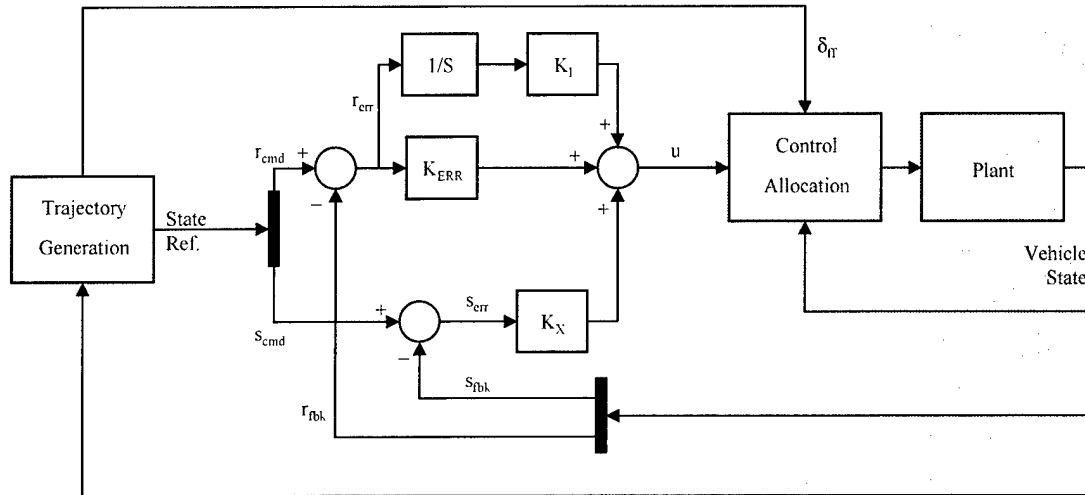 δ_ff
1/S
K_I
r_err
+
r_cmd
+
K_ERR
+
u
Control
Allocation
Plant
−
+
Trajectory
Generation
State
Ref.
Vehicle
State
+
s_err
K_X
s_cmd
−
s_fbk
r_fbk